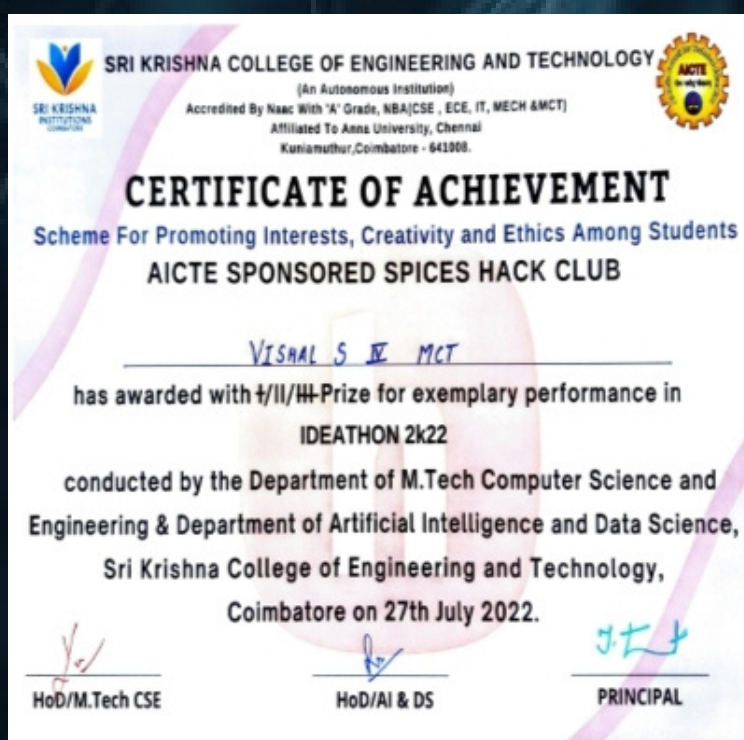 SRI KRISHNA COLLEGE OF ENGINEERING AND TECHNOLOGY
(An Autonomous Institution)
Accredited By Naac With 'A' Grade, NBA(CSE , ECE, IT, MECH &MCT)
Affiliated To Anna University, Chennai
Kuniamuthur,Coimbatore - 641008.
SRI KRISHNA
INSTITUTIONS
COIMBATORE
AICTE
CERTIFICATE OF ACHIEVEMENT
Scheme For Promoting Interests, Creativity and Ethics Among Students
AICTE SPONSORED SPICES HACK CLUB
VISHAL S IV MCT
has awarded with I/II/III Prize for exemplary performance in
IDEATHON 2k22
conducted by the Department of M.Tech Computer Science and
Engineering & Department of Artificial Intelligence and Data Science,
Sri Krishna College of Engineering and Technology,
Coimbatore on 27th July 2022.
HoD/M.Tech CSE
HoD/AI & DS
PRINCIPAL